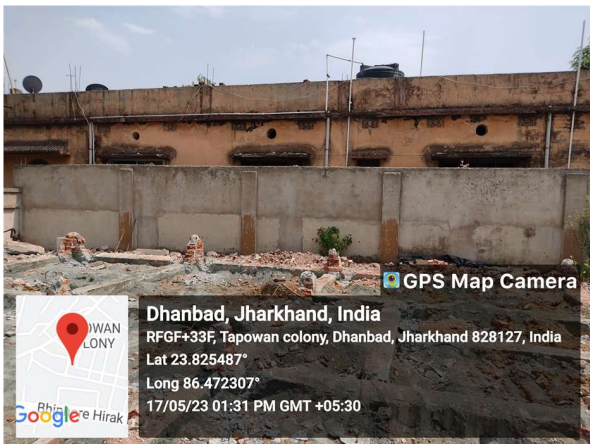 GPS Map Camera
Dhanbad, Jharkhand, India
RFGF+33F, Tapowan colony, Dhanbad, Jharkhand 828127, India
Lat 23.825487°
Long 86.472307°
17/05/23 01:31 PM GMT +05:30
OWAN
LONY
Hirak
Google